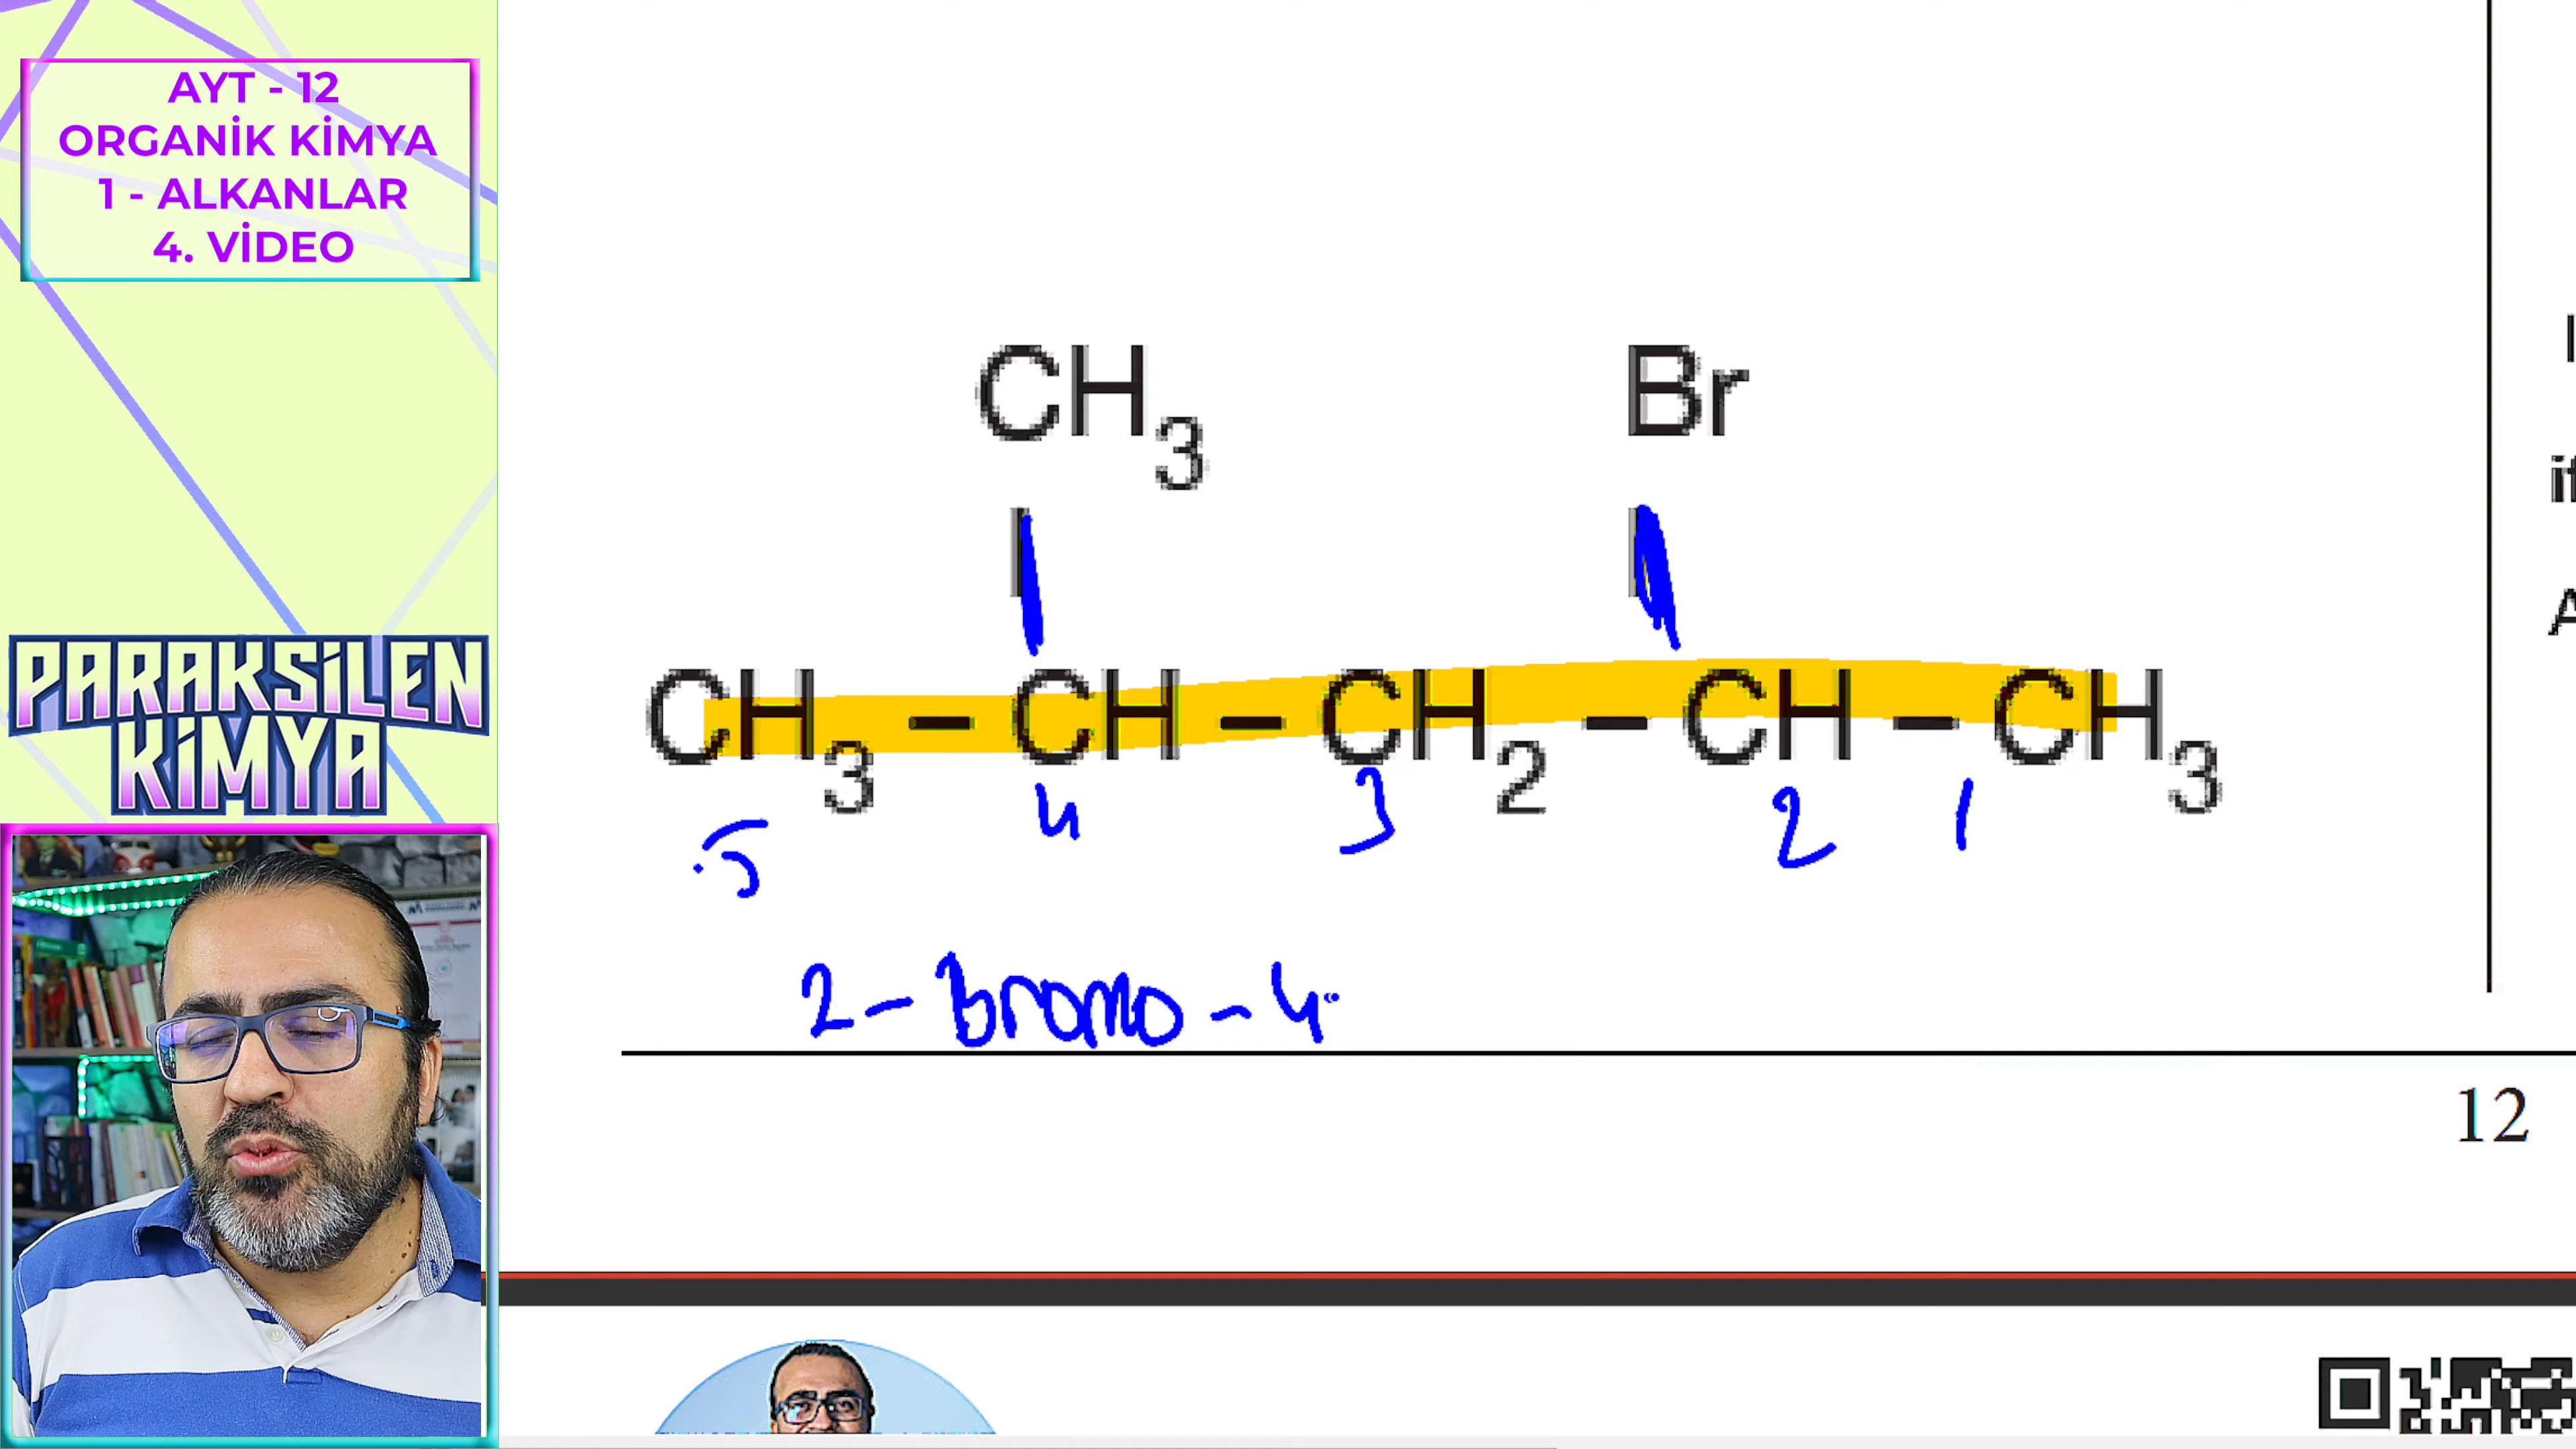 AYT - 12
ORGANİK KİMYA
1 - ALKANLAR
4. VİDEO
PARAKSİLEN
KİMYA
CH3 Br
CH3 – CH – CH2 – CH – CH3
5 4 3 2 1
2 - Bromo - 4
12